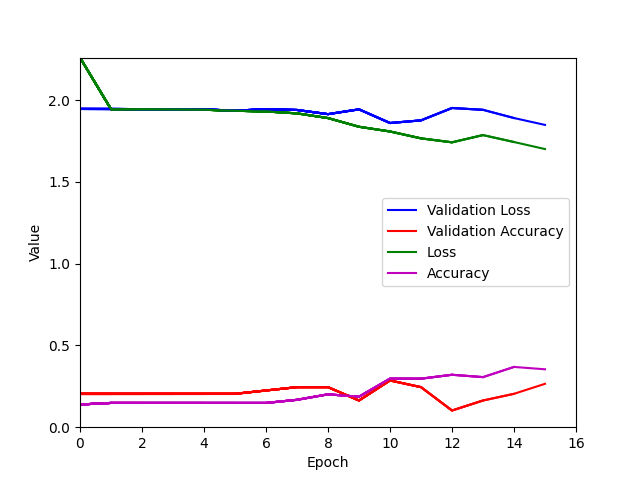 2.0
1.5
1.0
0.5
0.0
Value
0 2 4 6 8 10 12 14 16
Epoch
Validation Loss
Validation Accuracy
Loss
Accuracy